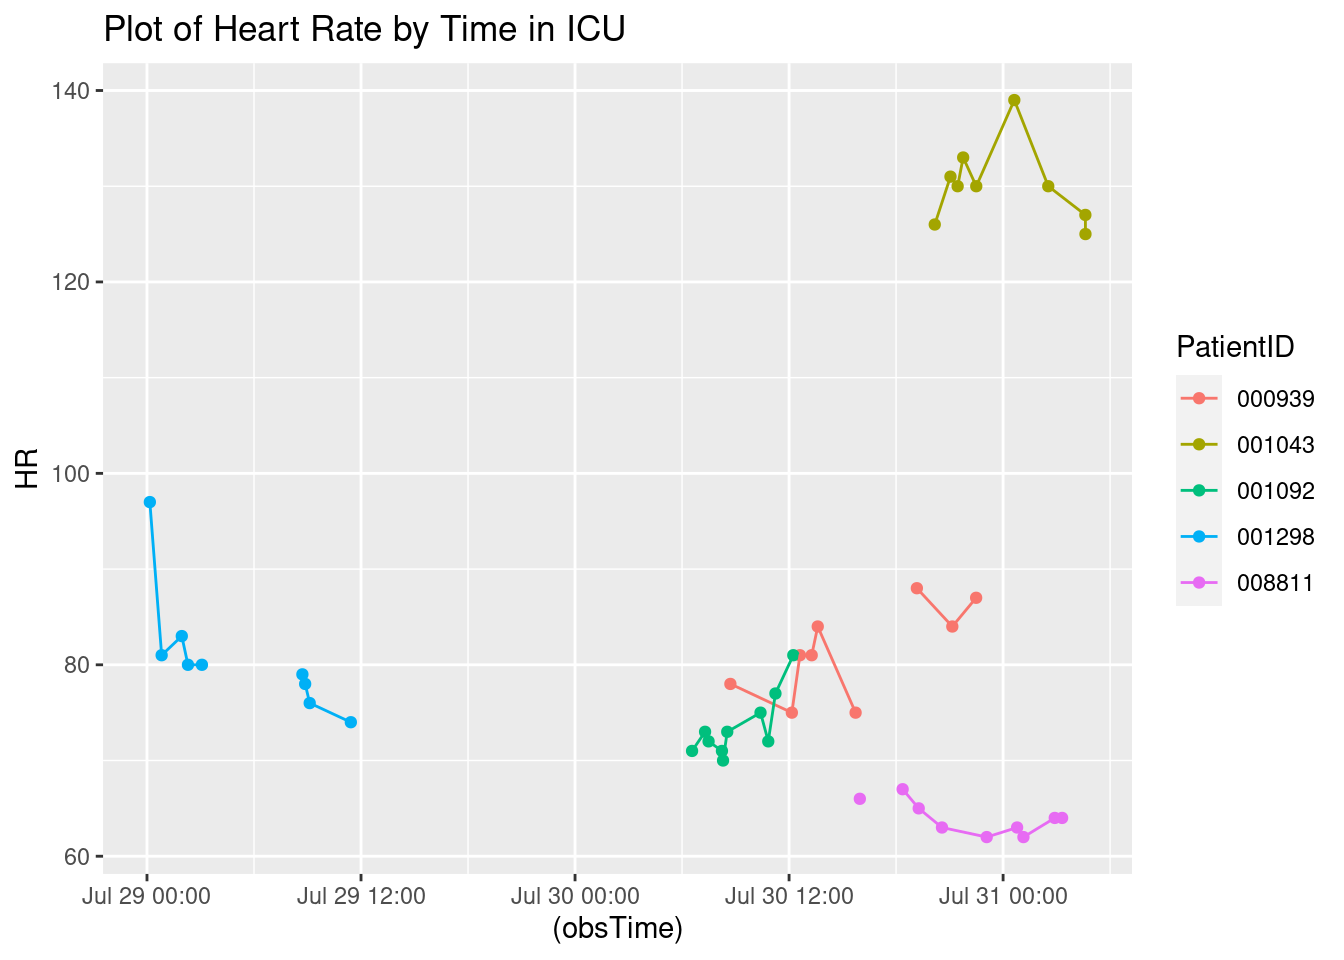 Plot of Heart Rate by Time in ICU
140
120
100
80
60
HR
Jul 29 00:00
Jul 29 12:00
Jul 30 00:00
Jul 30 12:00
Jul 31 00:00
(obsTime)
PatientID
000939
001043
001092
001298
008811